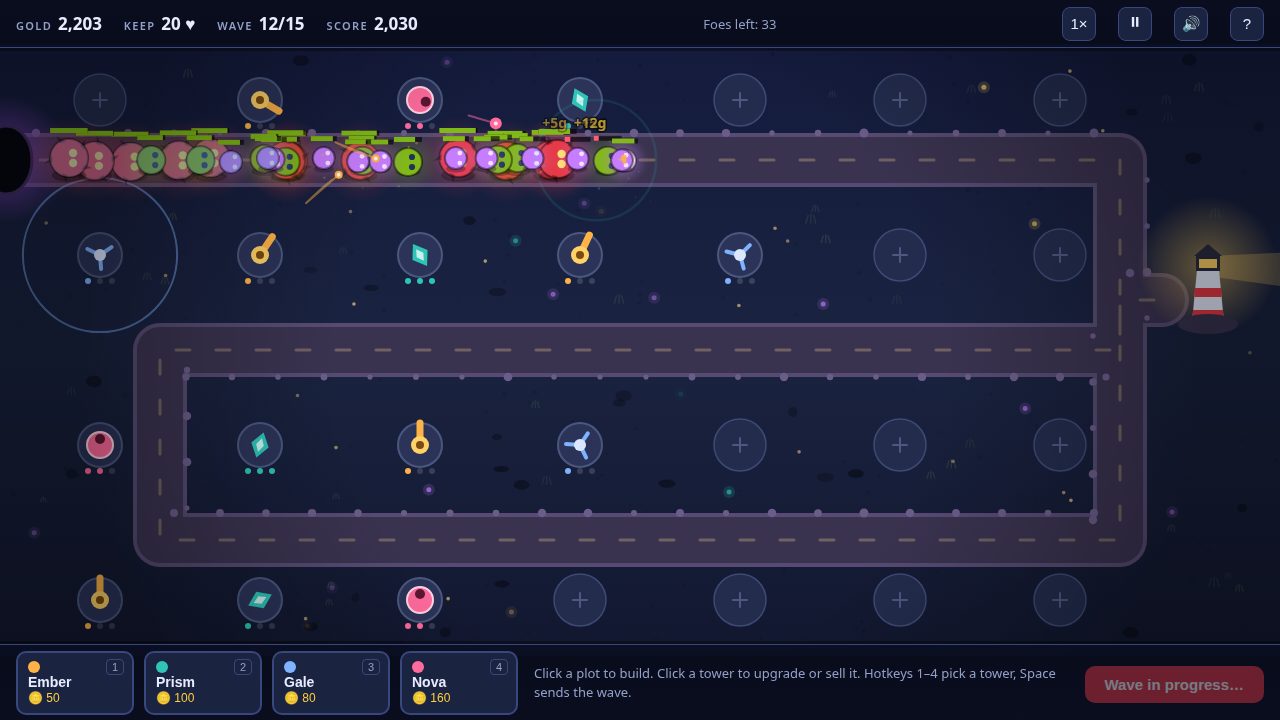 GOLD 2,203 KEEP 20 ♥ WAVE 12/15 SCORE 2,030 Foes left: 33 1× ?
+5g +12g
1 2 3 4
Ember Prism Gale Nova
50 100 80 160
Click a plot to build. Click a tower to upgrade or sell it. Hotkeys 1–4 pick a tower, Space
sends the wave.
Wave in progress…